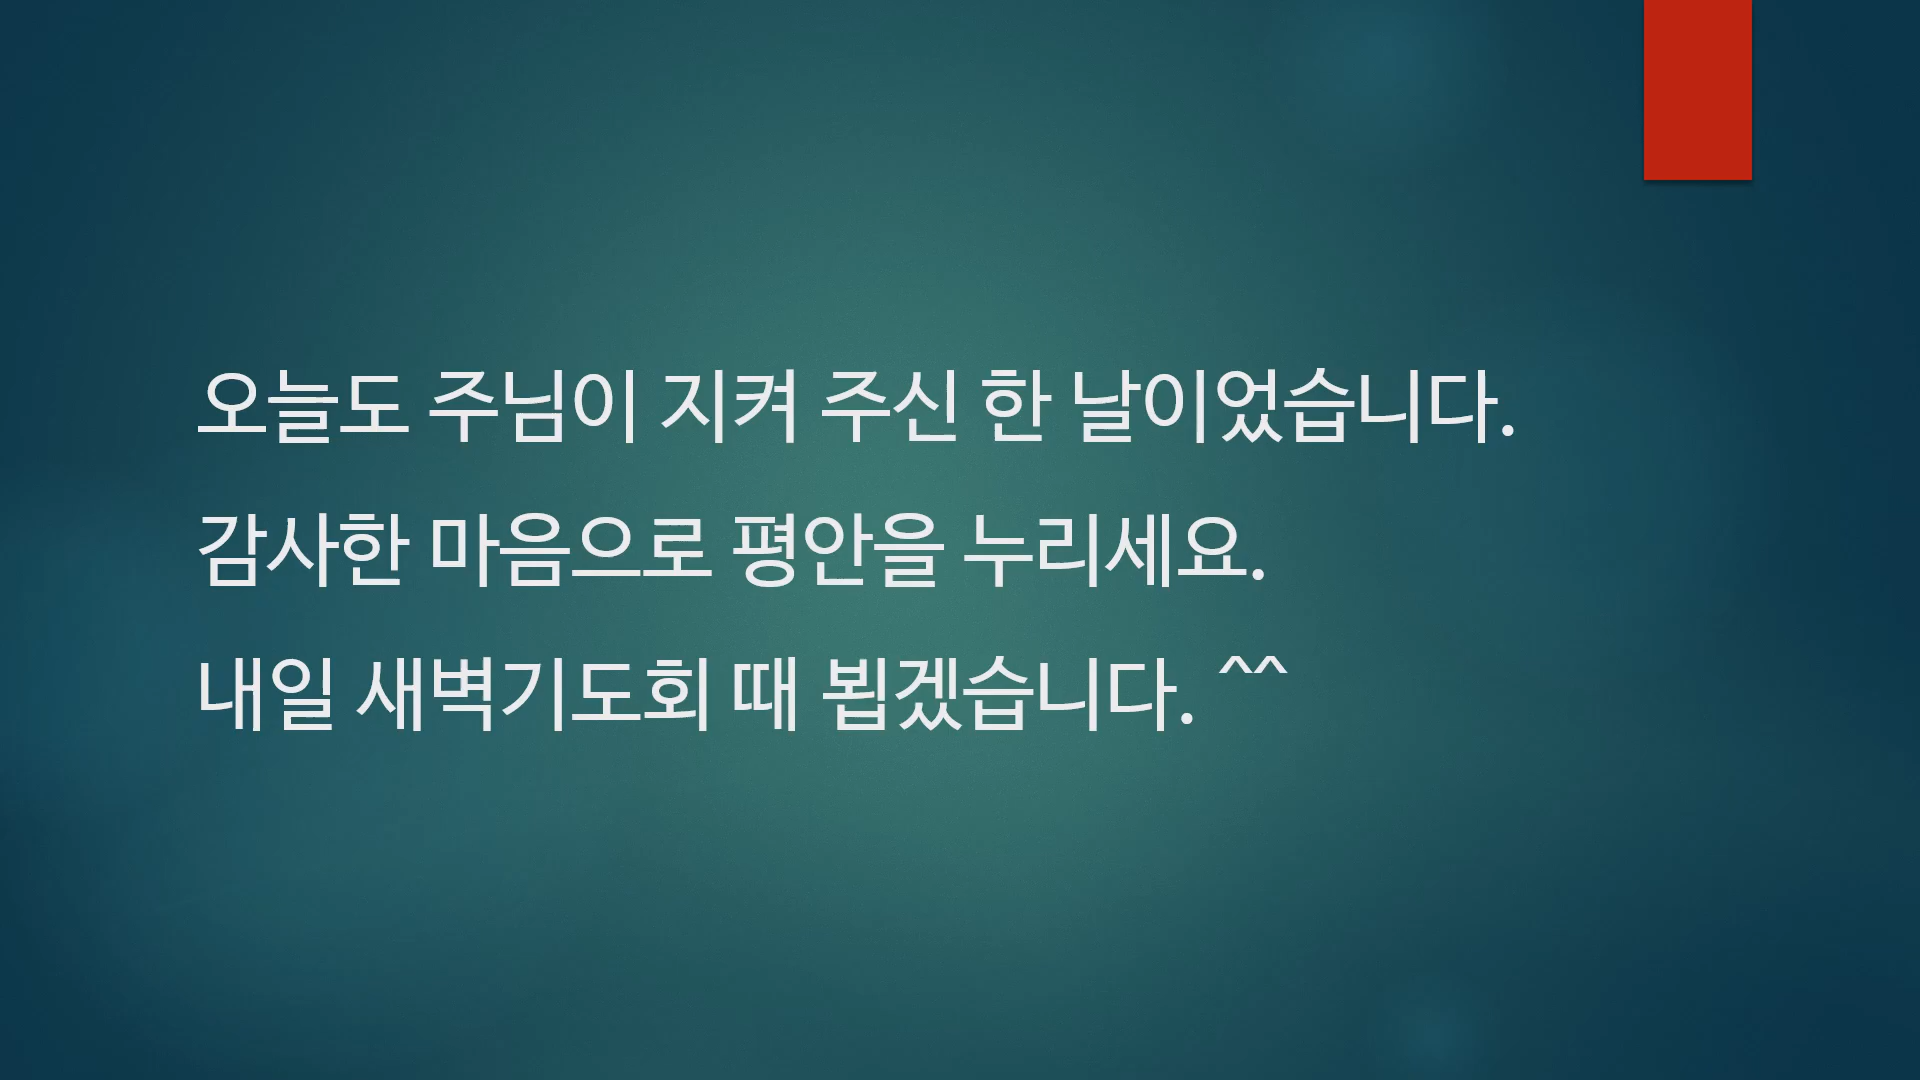 오늘도 주님이 지켜 주신 한 날이었습니다.
감사한 마음으로 평안을 누리세요.
내일 새벽기도회 때 뵙겠습니다. ^^